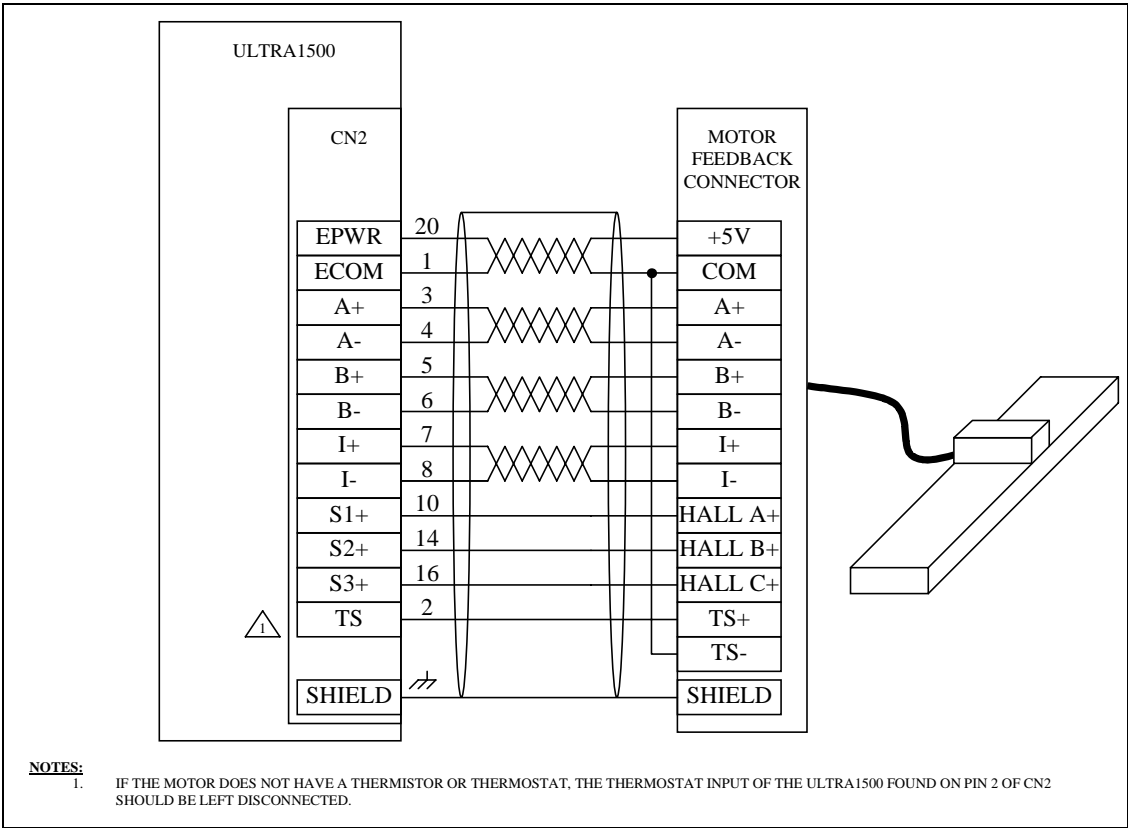 ULTRA1500
CN2
MOTOR
FEEDBACK
CONNECTOR
EPWR 20 +5V
ECOM 1 COM
A+ 3 A+
A- 4 A-
B+ 5 B+
B- 6 B-
I+ 7 I+
I- 8 I-
S1+ 10 HALL A+
S2+ 14 HALL B+
S3+ 16 HALL C+
1 TS 2 TS+
TS-
SHIELD SHIELD
NOTES:
1. IF THE MOTOR DOES NOT HAVE A THERMISTOR OR THERMOSTAT, THE THERMOSTAT INPUT OF THE ULTRA1500 FOUND ON PIN 2 OF CN2
SHOULD BE LEFT DISCONNECTED.